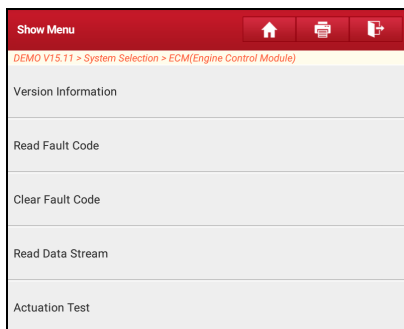 Show Menu
DEMO V15.11 > System Selection > ECM(Engine Control Module)
Version Information
Read Fault Code
Clear Fault Code
Read Data Stream
Actuation Test